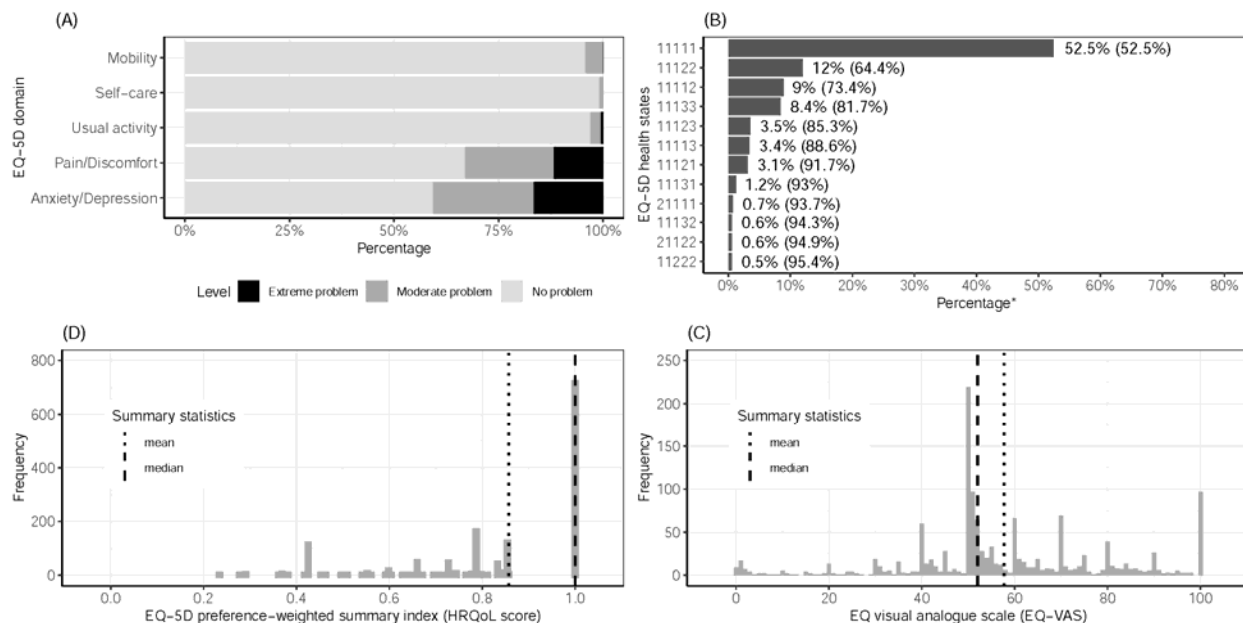 (A)
EQ-5D domain
Mobility
Self-care
Usual activity
Pain/Discomfort
Anxiety/Depression
0% 25% 50% 75% 100%
Percentage
Level Extreme problem Moderate problem No problem
(B)
EQ-5D health states
11111 52.5% (52.5%)
11122 12% (64.4%)
11112 9% (73.4%)
11133 8.4% (81.7%)
11123 3.5% (85.3%)
11113 3.4% (88.6%)
11121 3.1% (91.7%)
11131 1.2% (93%)
21111 0.7% (93.7%)
11132 0.6% (94.3%)
21122 0.6% (94.9%)
11222 0.5% (95.4%)
0% 10% 20% 30% 40% 50% 60% 70% 80%
Percentage*
(D)
Frequency
800
600
400
200
0
Summary statistics
mean
median
0.0 0.2 0.4 0.6 0.8 1.0
EQ-5D preference-weighted summary index (HRQoL score)
(C)
Frequency
250
200
150
100
50
0
Summary statistics
mean
median
0 20 40 60 80 100
EQ visual analogue scale (EQ-VAS)